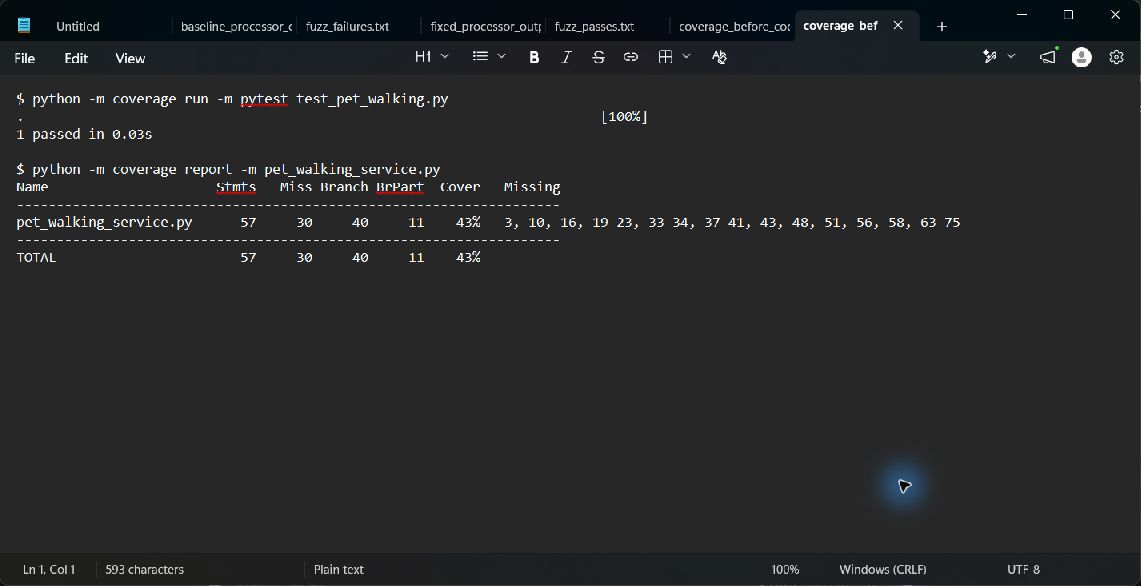 Untitled
baseline_processor_c
fuzz_failures.txt
fixed_processor_outp
fuzz_passes.txt
coverage_before_cor
coverage bef
File Edit View
H1
$ python -m coverage run -m pytest test_pet_walking.py
. [100%]
1 passed in 0.03s
$ python -m coverage report -m pet_walking_service.py
Name Stmts Miss Branch BrPart Cover Missing
--------------------------------------------------------------------
pet_walking_service.py 57 30 40 11 43% 3, 10, 16, 19 23, 33 34, 37 41, 43, 48, 51, 56, 58, 63 75
--------------------------------------------------------------------
TOTAL 57 30 40 11 43%
Ln 1, Col 1 593 characters Plain text 100% Windows (CRLF) UTF 8